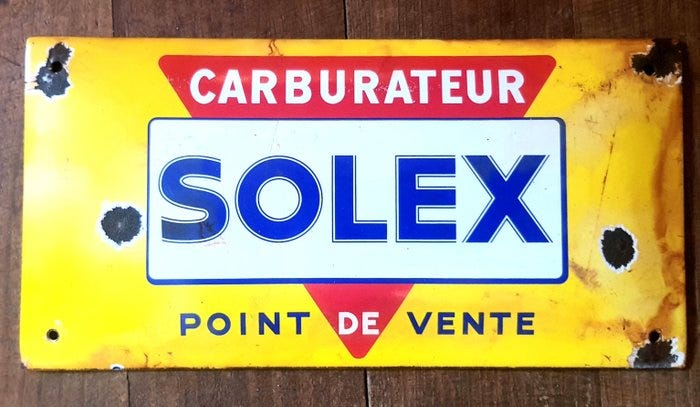 CARBURATEUR
SOLEX
POINT DE VENTE